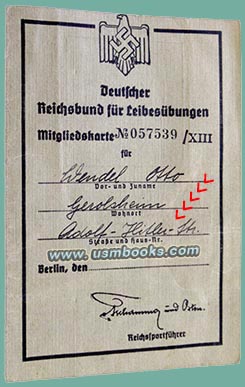 Deutscher
Reichsbund für Leibesübungen
Mitgliedskarte № 057539 /XIII
für
Wendel Otto
Vor- und Zuname
Gerolsheim
Wohnort
Adolf-Hitler-Str.
Straße und Haus-Nr.
www.usmbooks.com
Berlin, den
Reichssportführer